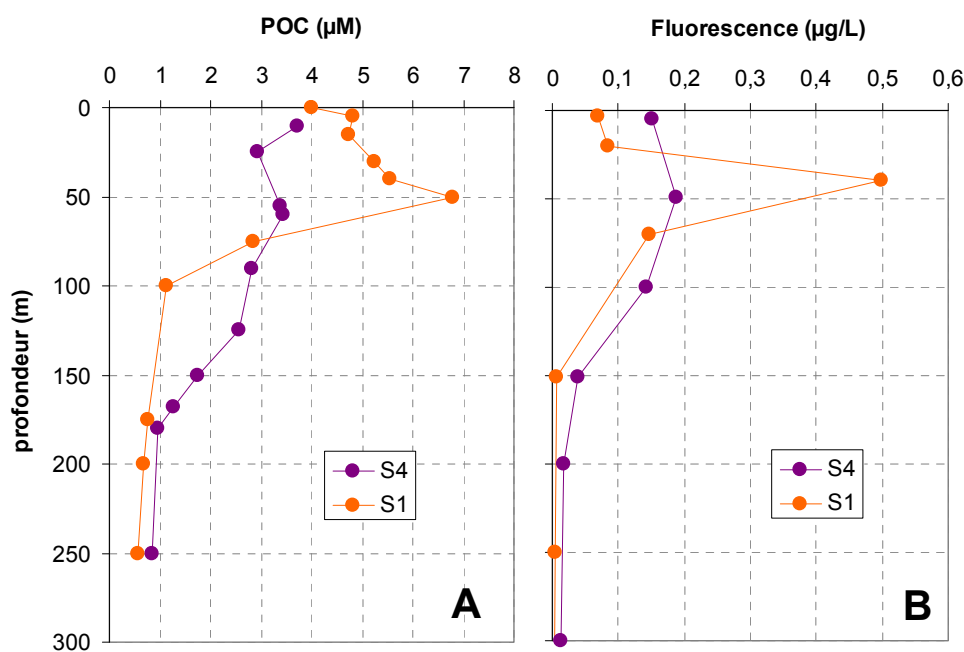 POC (µM)
0 1 2 3 4 5 6 7 8
0
50
100
150
200
250
300
profondeur (m)
S4
S1
A
Fluorescence (µg/L)
0 0,1 0,2 0,3 0,4 0,5 0,6
S4
S1
B